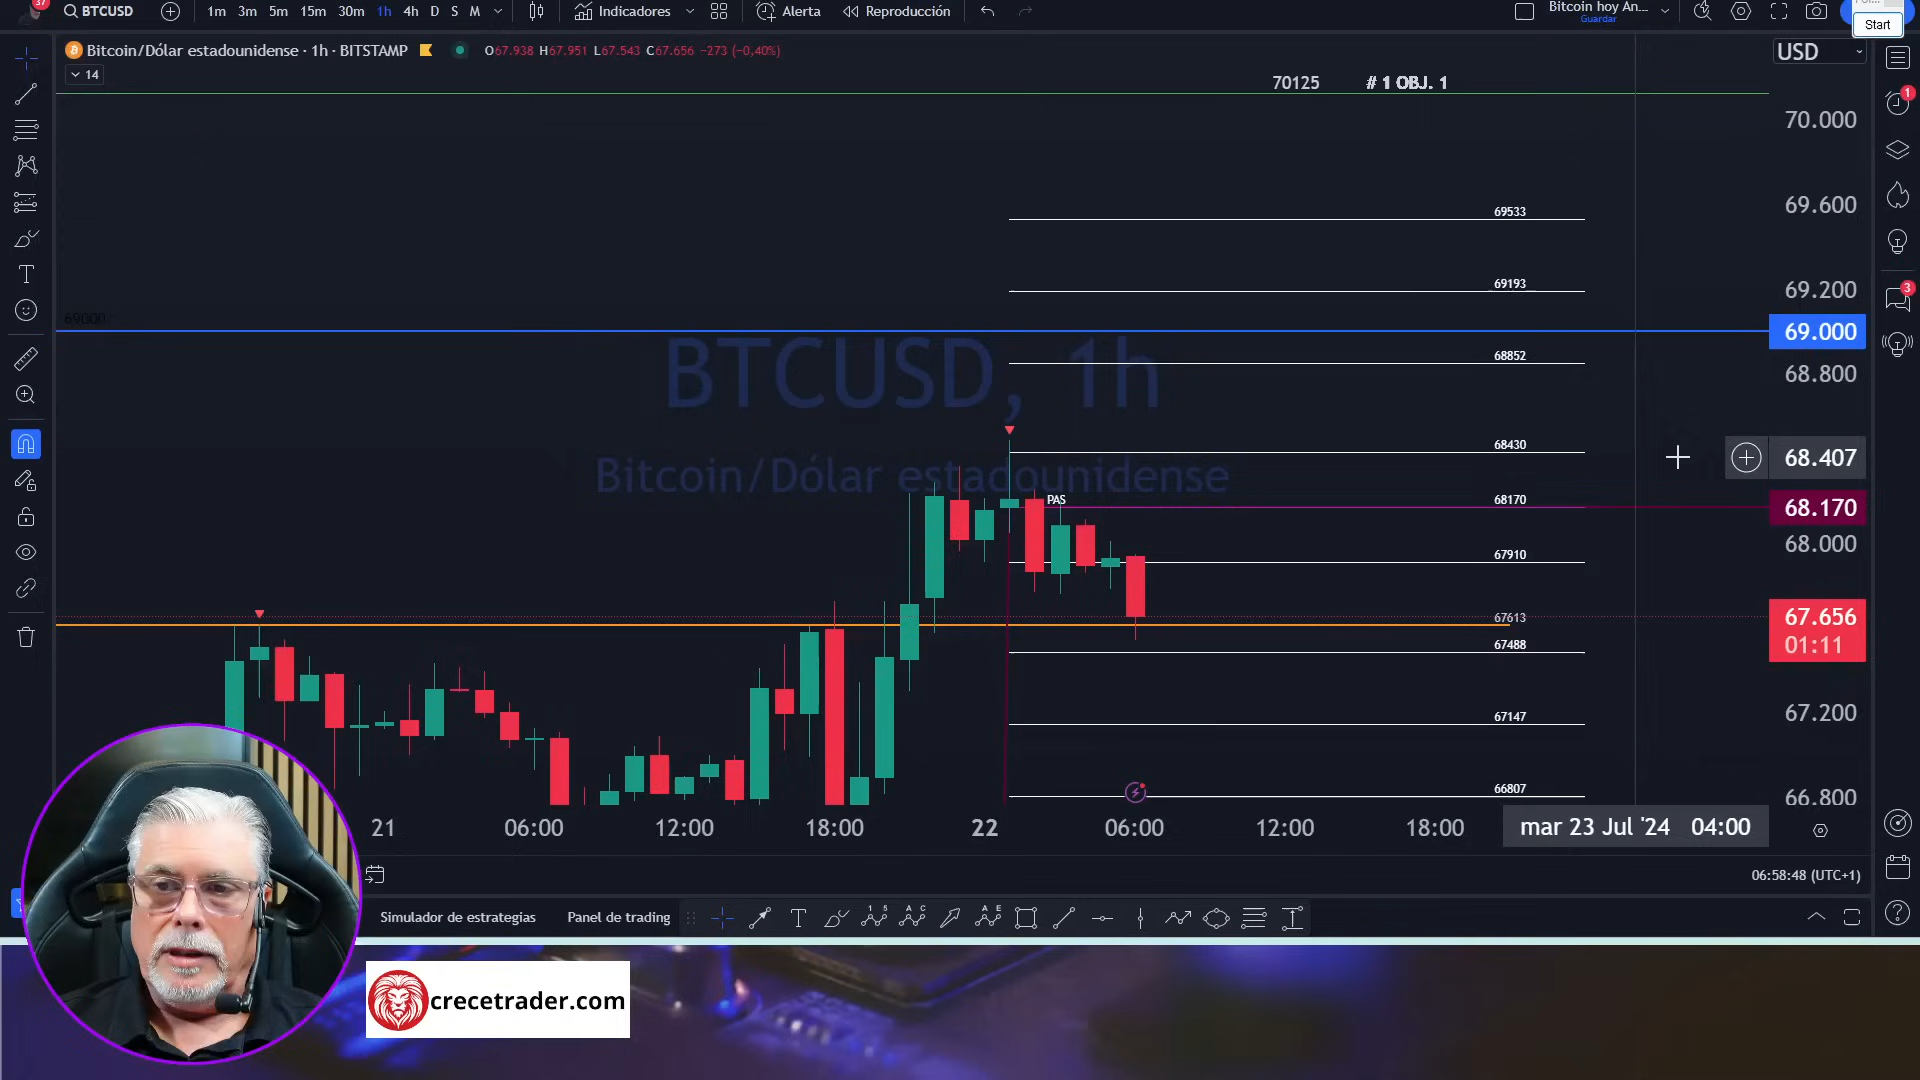 37
BTCUSD
1m 3m 5m 15m 30m 1h 4h D S M
Indicadores
Alerta
Reproducción
Bitcoin hoy An...
Guardar
Start
Bitcoin/Dólar estadounidense · 1h · BITSTAMP
O67.938 H67.951 L67.543 C67.656 −273 (−0,40%)
USD
14
70125 # 1 OBJ. 1
1
70.000
69533
69.600
69193
69.200
3
69000
69.000
BTCUSD, 1h
68852
68.800
68430
68.407
Bitcoin/Dólar estadounidense
PAS
68170
68.170
68.000
67910
67613
67.656
01:11
67488
67147
67.200
66807
66.800
21 06:00 12:00 18:00 22 06:00 12:00 18:00
mar 23 Jul '24 04:00
06:58:48 (UTC+1)
Simulador de estrategias
Panel de trading
crecetrader.com